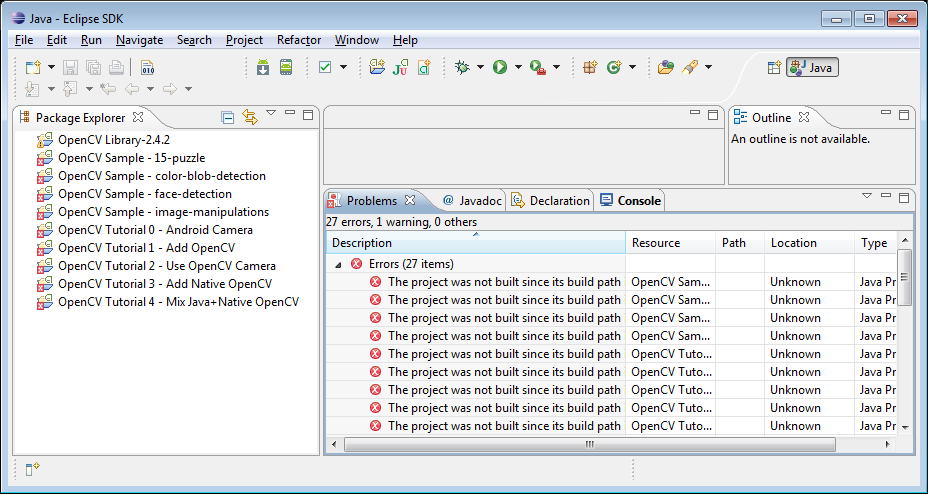 Java - Eclipse SDK
File Edit Run Navigate Search Project Refactor Window Help
010
Java
Package Explorer
OpenCV Library-2.4.2
OpenCV Sample - 15-puzzle
OpenCV Sample - color-blob-detection
OpenCV Sample - face-detection
OpenCV Sample - image-manipulations
OpenCV Tutorial 0 - Android Camera
OpenCV Tutorial 1 - Add OpenCV
OpenCV Tutorial 2 - Use OpenCV Camera
OpenCV Tutorial 3 - Add Native OpenCV
OpenCV Tutorial 4 - Mix Java+Native OpenCV
Outline
An outline is not available.
Problems @ Javadoc Declaration Console
27 errors, 1 warning, 0 others
Description Resource Path Location Type
Errors (27 items)
The project was not built since its build path OpenCV Sam... Unknown Java Pr
The project was not built since its build path OpenCV Sam... Unknown Java Pr
The project was not built since its build path OpenCV Sam... Unknown Java Pr
The project was not built since its build path OpenCV Sam... Unknown Java Pr
The project was not built since its build path OpenCV Tuto... Unknown Java Pr
The project was not built since its build path OpenCV Tuto... Unknown Java Pr
The project was not built since its build path OpenCV Tuto... Unknown Java Pr
The project was not built since its build path OpenCV Tuto... Unknown Java Pr
The project was not built since its build path OpenCV Tuto... Unknown Java Pr